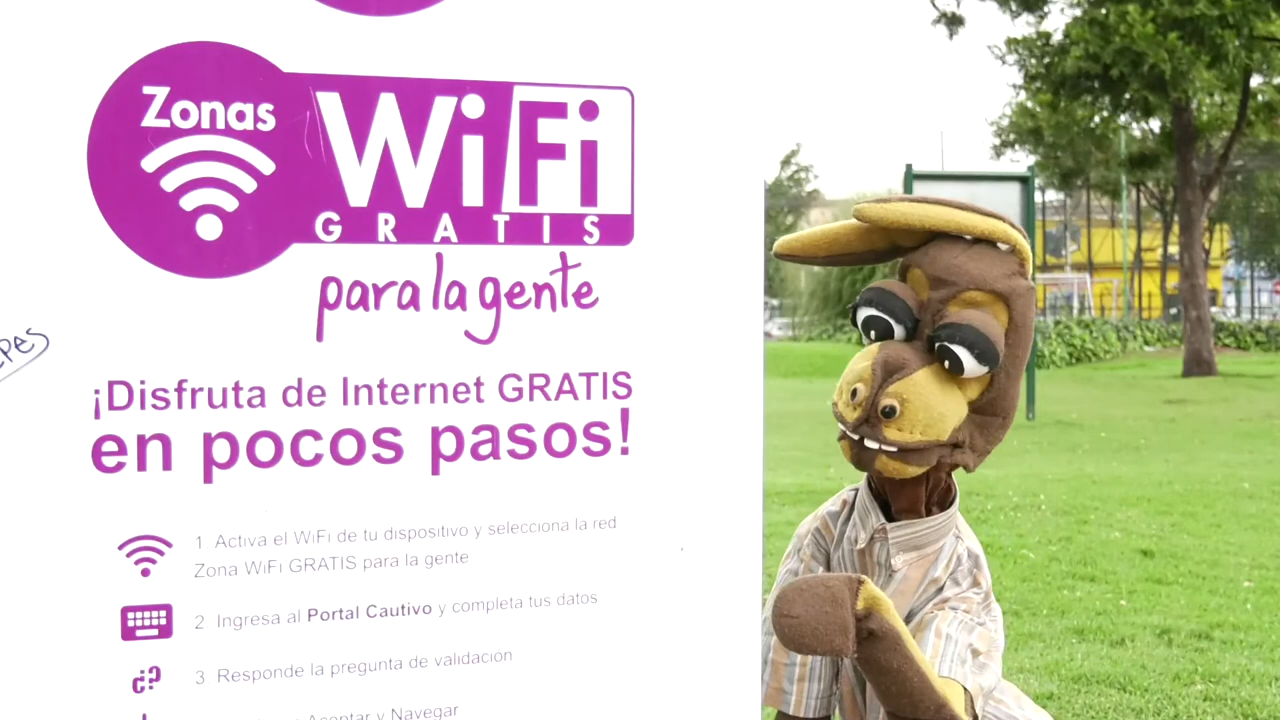 Zonas
WiFi
GRATIS
para la gente
¡Disfruta de Internet GRATIS
en pocos pasos!
1 Activa el WiFi de tu dispositivo y selecciona la red
Zona WiFi GRATIS para la gente
2 Ingresa al Portal Cautivo y completa tus datos
3 Responde la pregunta de validación
Aceptar y Navegar